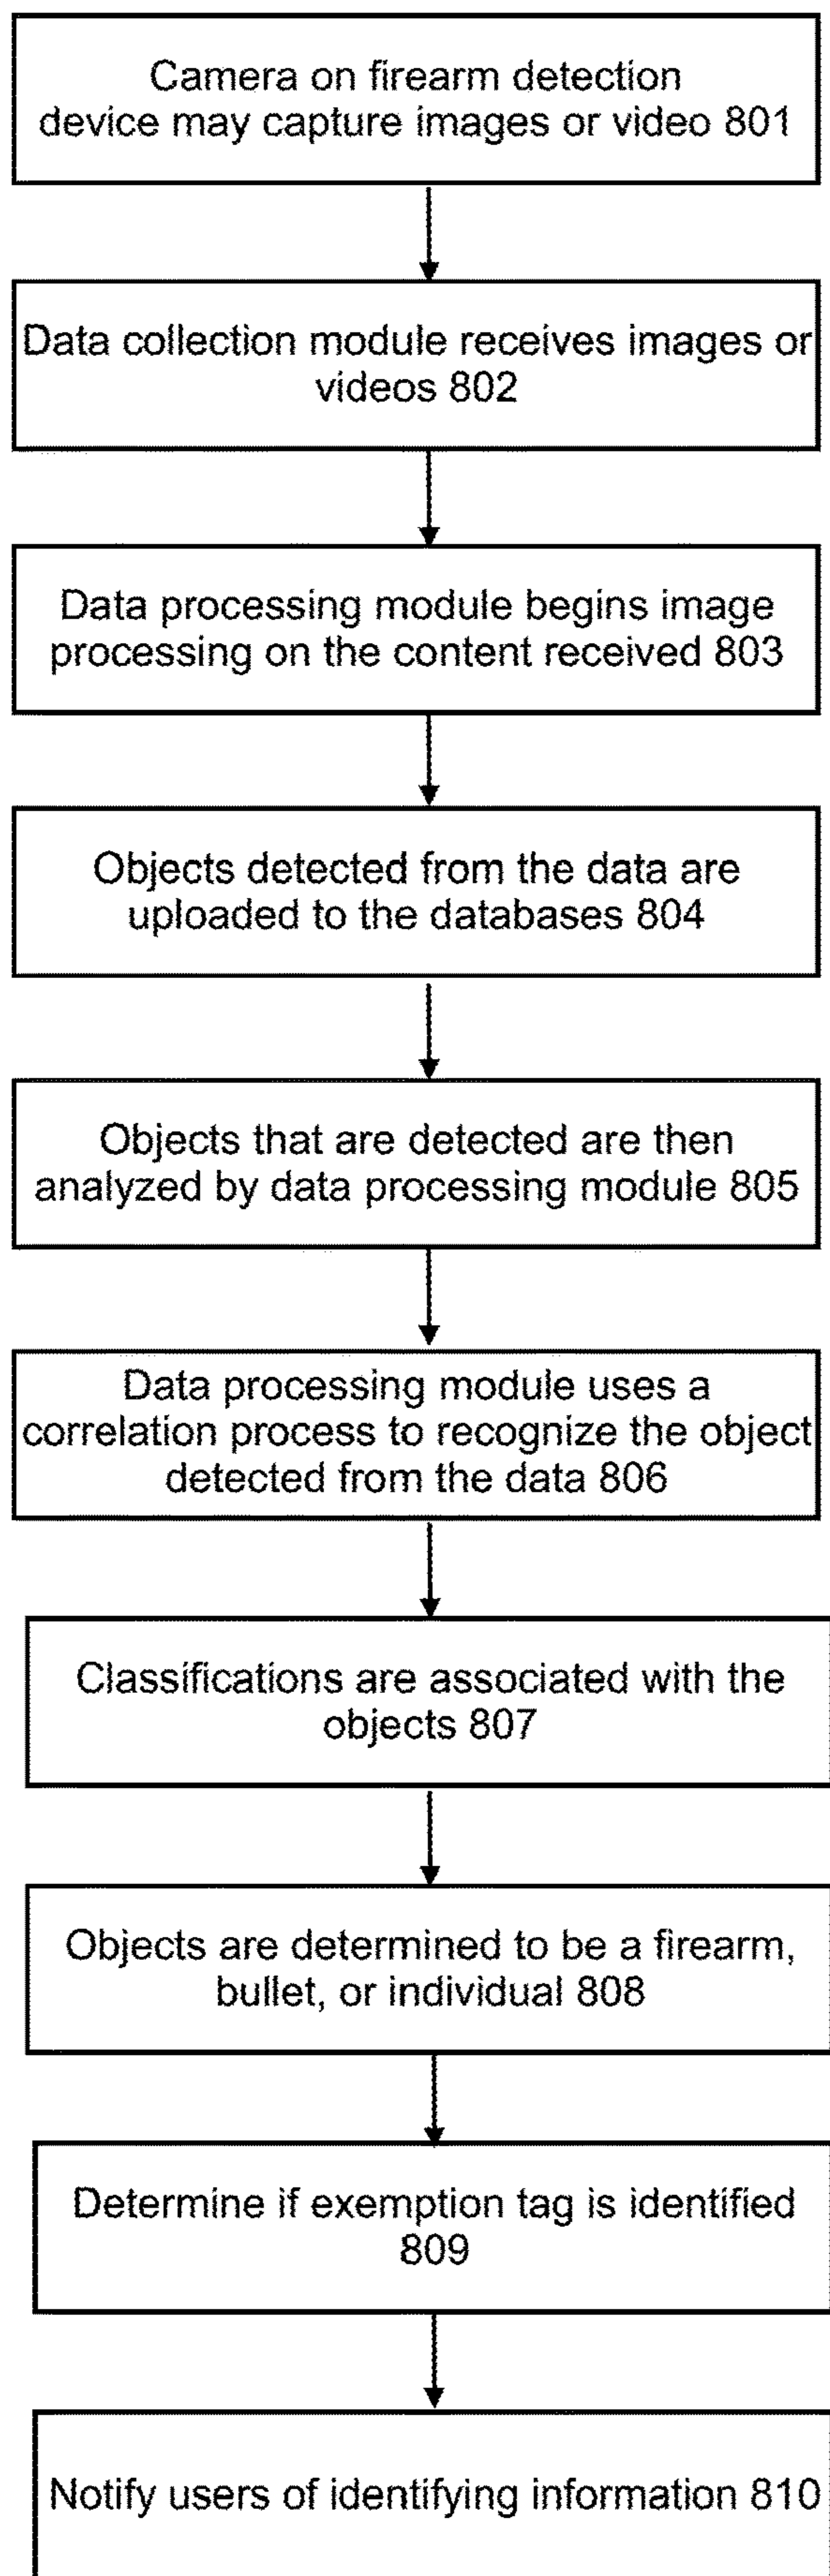 Camera on firearm detection
device may capture images or video 801
Data collection module receives images or
videos 802
Data processing module begins image
processing on the content received 803
Objects detected from the data are
uploaded to the databases 804
Objects that are detected are then
analyzed by data processing module 805
Data processing module uses a
correlation process to recognize the object
detected from the data 806
Classifications are associated with the
objects 807
Objects are determined to be a firearm,
bullet, or individual 808
Determine if exemption tag is identified
809
Notify users of identifying information 810